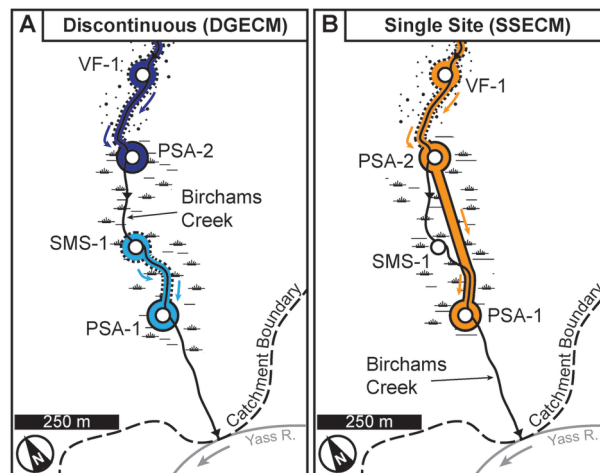 A Discontinuous (DGECM)
VF-1
PSA-2
Birchams
Creek
SMS-1
PSA-1
Catchment Boundary
250 m
N
Yass R.
B Single Site (SSECM)
VF-1
PSA-2
SMS-1
PSA-1
Birchams
Creek
Catchment Boundary
250 m
N
Yass R.